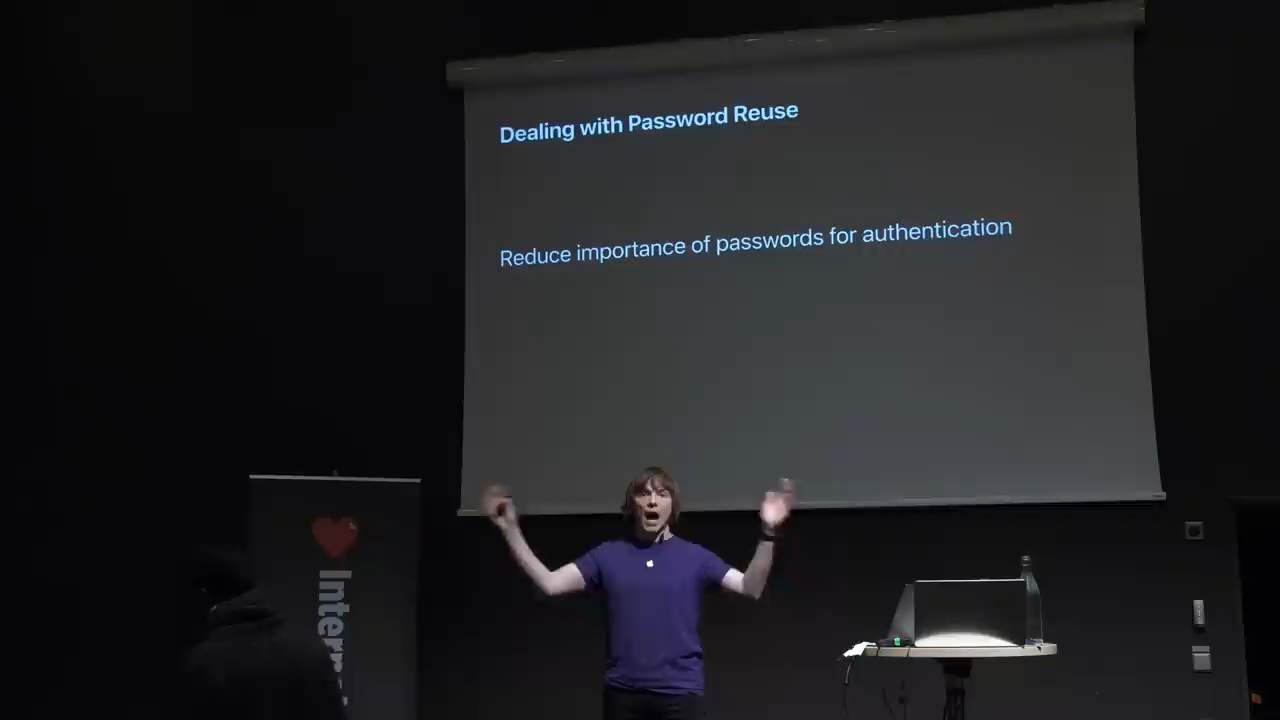 Dealing with Password Reuse
Reduce importance of passwords for authentication